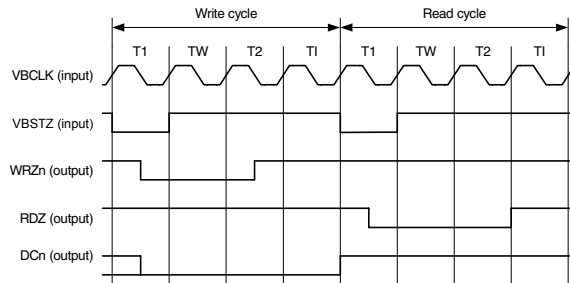 Write cycle Read cycle
T1 TW T2 TI T1 TW T2 TI
VBCLK (input)
VBSTZ (input)
WRZn (output)
RDZ (output)
DCn (output)